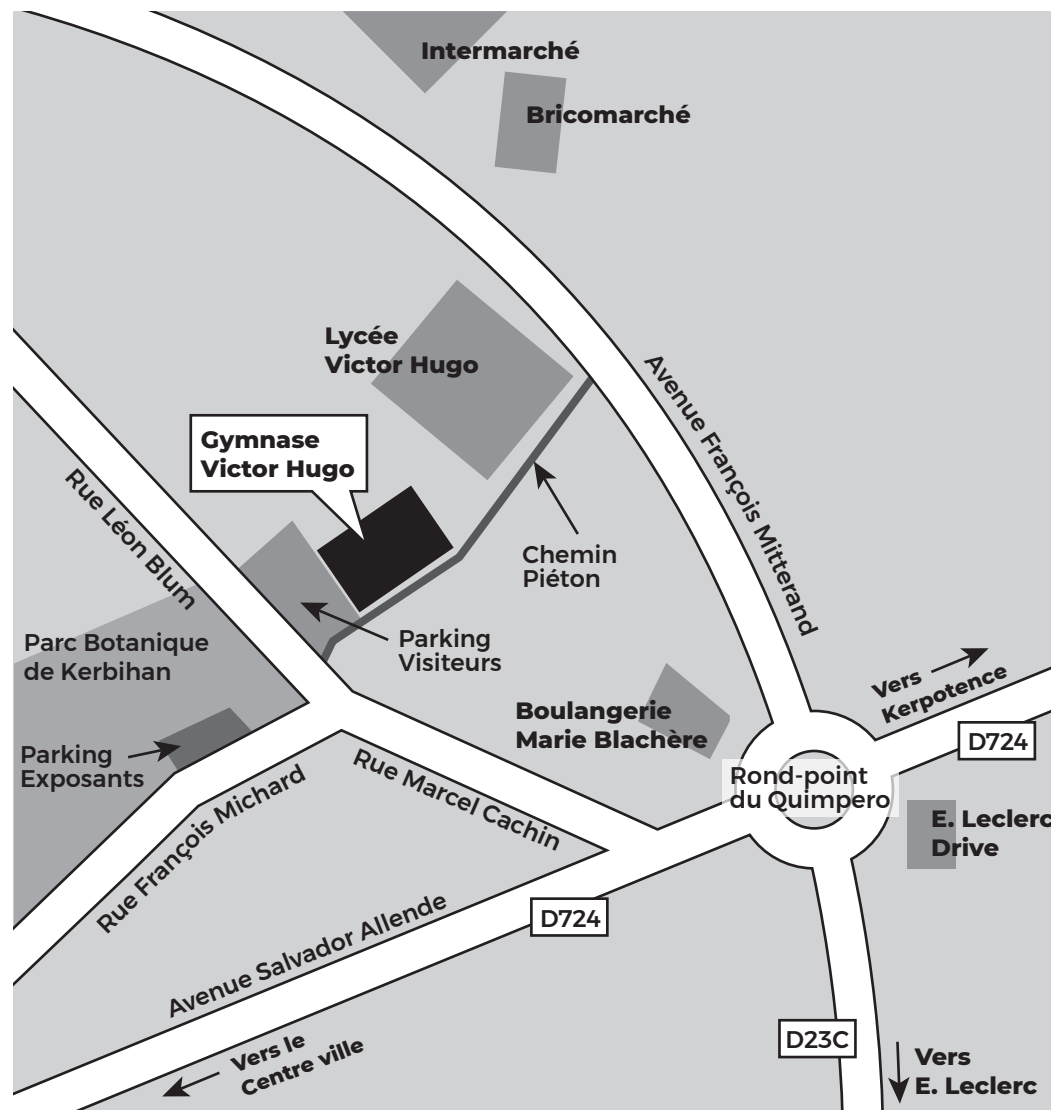 Intermarché
Bricomarché
Lycée
Victor Hugo
Avenue François Mitterand
Gymnase
Victor Hugo
Rue Léon Blum
Chemin
Piéton
Parc Botanique
de Kerbihan
Parking
Visiteurs
Vers
Kerpotence
Boulangerie
Marie Blachère
D724
Parking
Exposants
Rue Marcel Cachin
Rond-point
du Quimpero
Rue François Michard
E. Leclerc
Drive
D724
Avenue Salvador Allende
D23C
Vers le
Centre ville
Vers
E. Leclerc